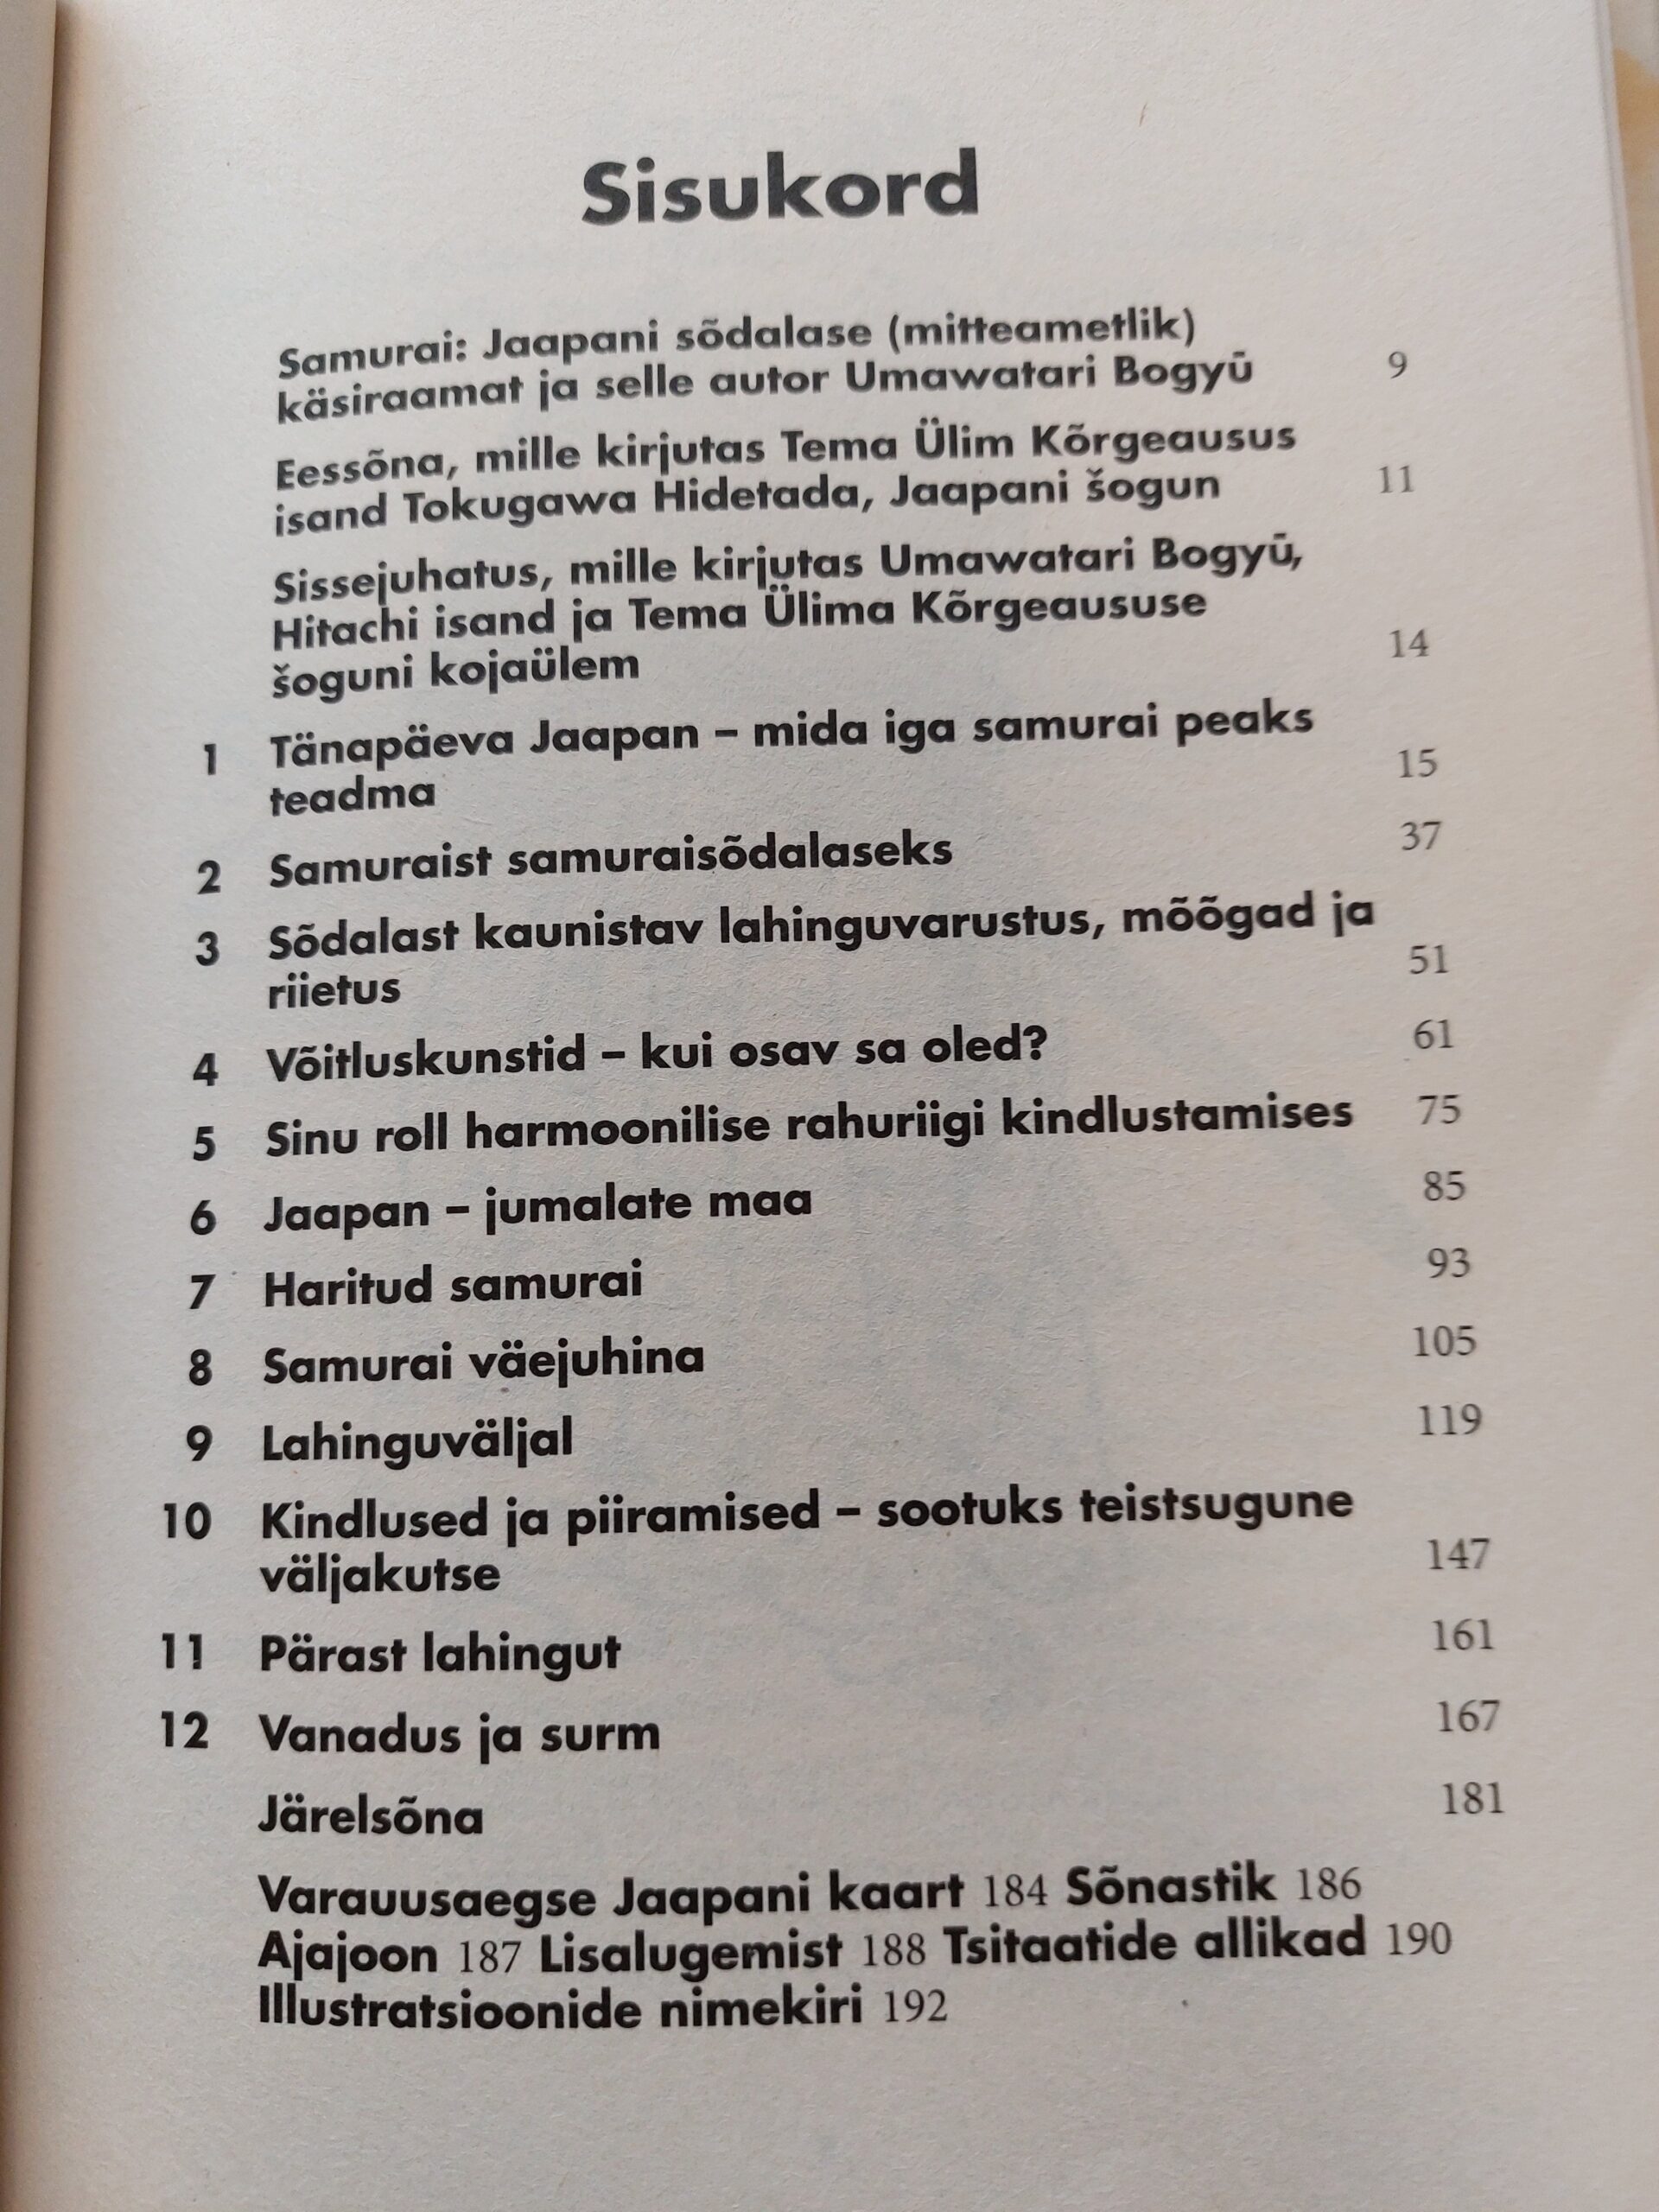 Sisukord
Samurai: Jaapani sõdalase (mitteametlik)
käsiraamat ja selle autor Umawatari Bogyū 9
Eessõna, mille kirjutas Tema Ülim Kõrgeausus
isand Tokugawa Hidetada, Jaapani šogun 11
Sissejuhatus, mille kirjutas Umawatari Bogyū,
Hitachi isand ja Tema Ülima Kõrgeaususe
šoguni kojaülem 14
1 Tänapäeva Jaapan – mida iga samurai peaks
teadma 15
2 Samuraist samuraisõdalaseks 37
3 Sõdalast kaunistav lahinguvarustus, mõõgad ja
riietus 51
4 Võitluskunstid – kui osav sa oled? 61
5 Sinu roll harmoonilise rahuriigi kindlustamises 75
6 Jaapan – jumalate maa 85
7 Haritud samurai 93
8 Samurai väejuhina 105
9 Lahinguväljal 119
10 Kindlused ja piiramised – sootuks teistsugune
väljakutse 147
11 Pärast lahingut 161
12 Vanadus ja surm 167
Järelsõna 181
Varauusaegse Jaapani kaart 184 Sõnastik 186
Ajajoon 187 Lisalugemist 188 Tsitaatide allikad 190
Illustratsioonide nimekiri 192